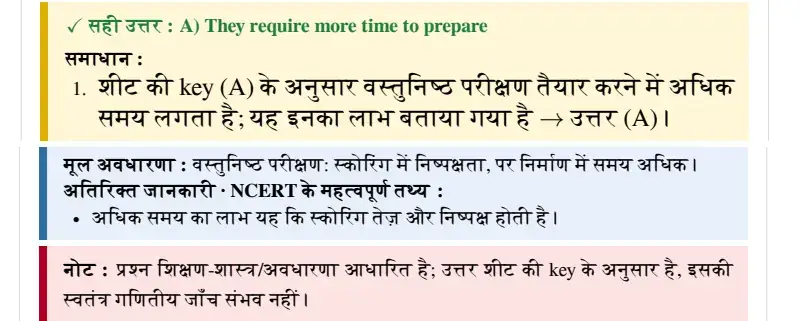 ✓ सही उत्तर : A) They require more time to prepare
समाधान :
1. शीट की key (A) के अनुसार वस्तुनिष्ठ परीक्षण तैयार करने में अधिक
समय लगता है; यह इनका लाभ बताया गया है → उत्तर (A)।
मूल अवधारणा : वस्तुनिष्ठ परीक्षण: स्कोरिंग में निष्पक्षता, पर निर्माण में समय अधिक।
अतिरिक्त जानकारी · NCERT के महत्वपूर्ण तथ्य :
• अधिक समय का लाभ यह कि स्कोरिंग तेज़ और निष्पक्ष होती है।
नोट : प्रश्न शिक्षण-शास्त्र/अवधारणा आधारित है; उत्तर शीट की key के अनुसार है, इसकी
स्वतंत्र गणितीय जाँच संभव नहीं।